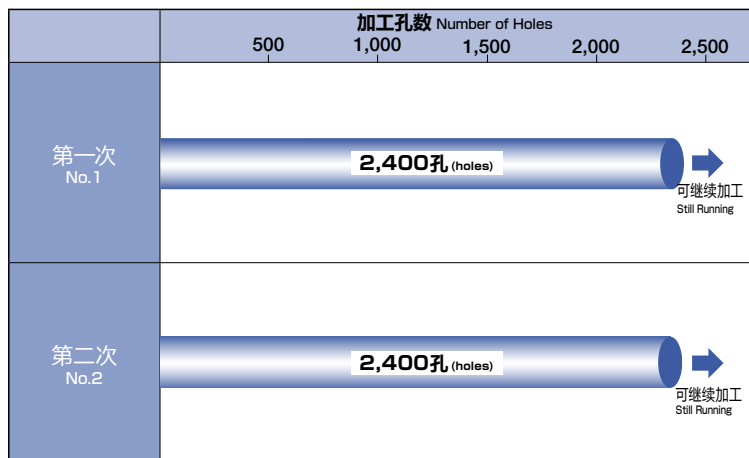 加工孔数 Number of Holes
500 1,000 1,500 2,000 2,500
第一次
No.1
2,400孔 (holes)
可继续加工
Still Running
第二次
No.2
2,400孔 (holes)
可继续加工
Still Running